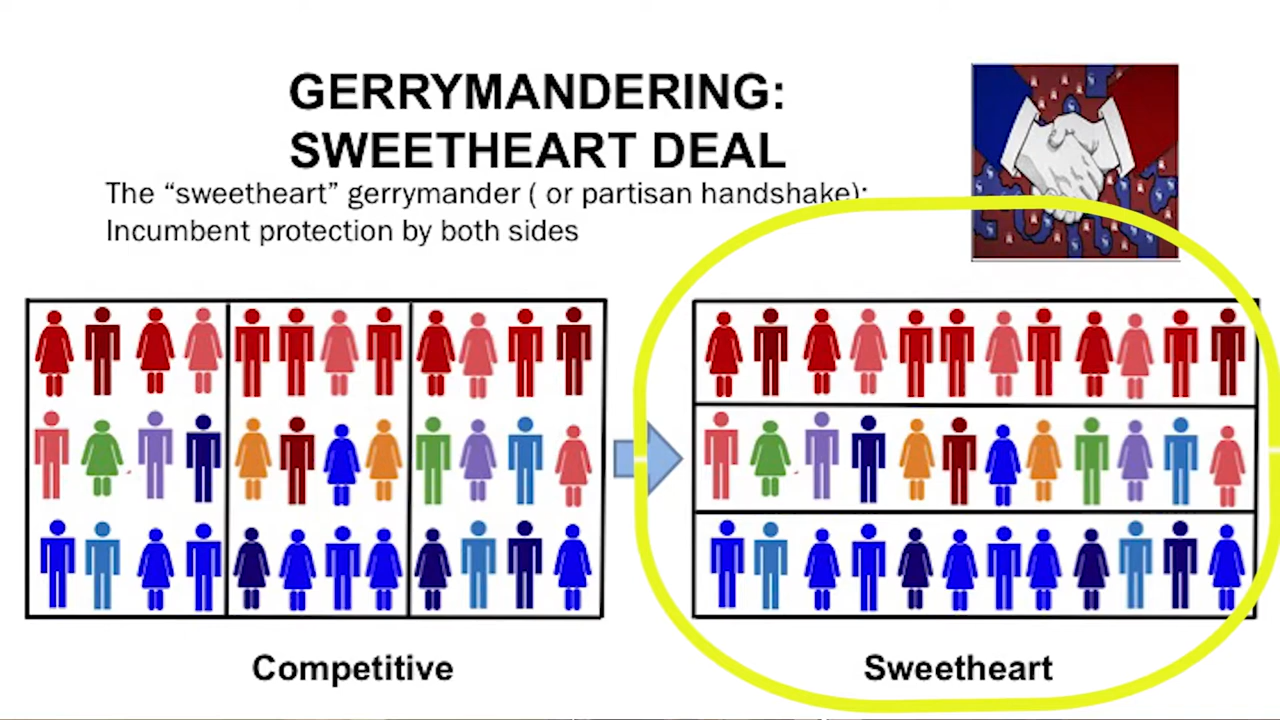 GERRYMANDERING:
SWEETHEART DEAL
The “sweetheart” gerrymander ( or partisan handshake):
Incumbent protection by both sides
Competitive
Sweetheart